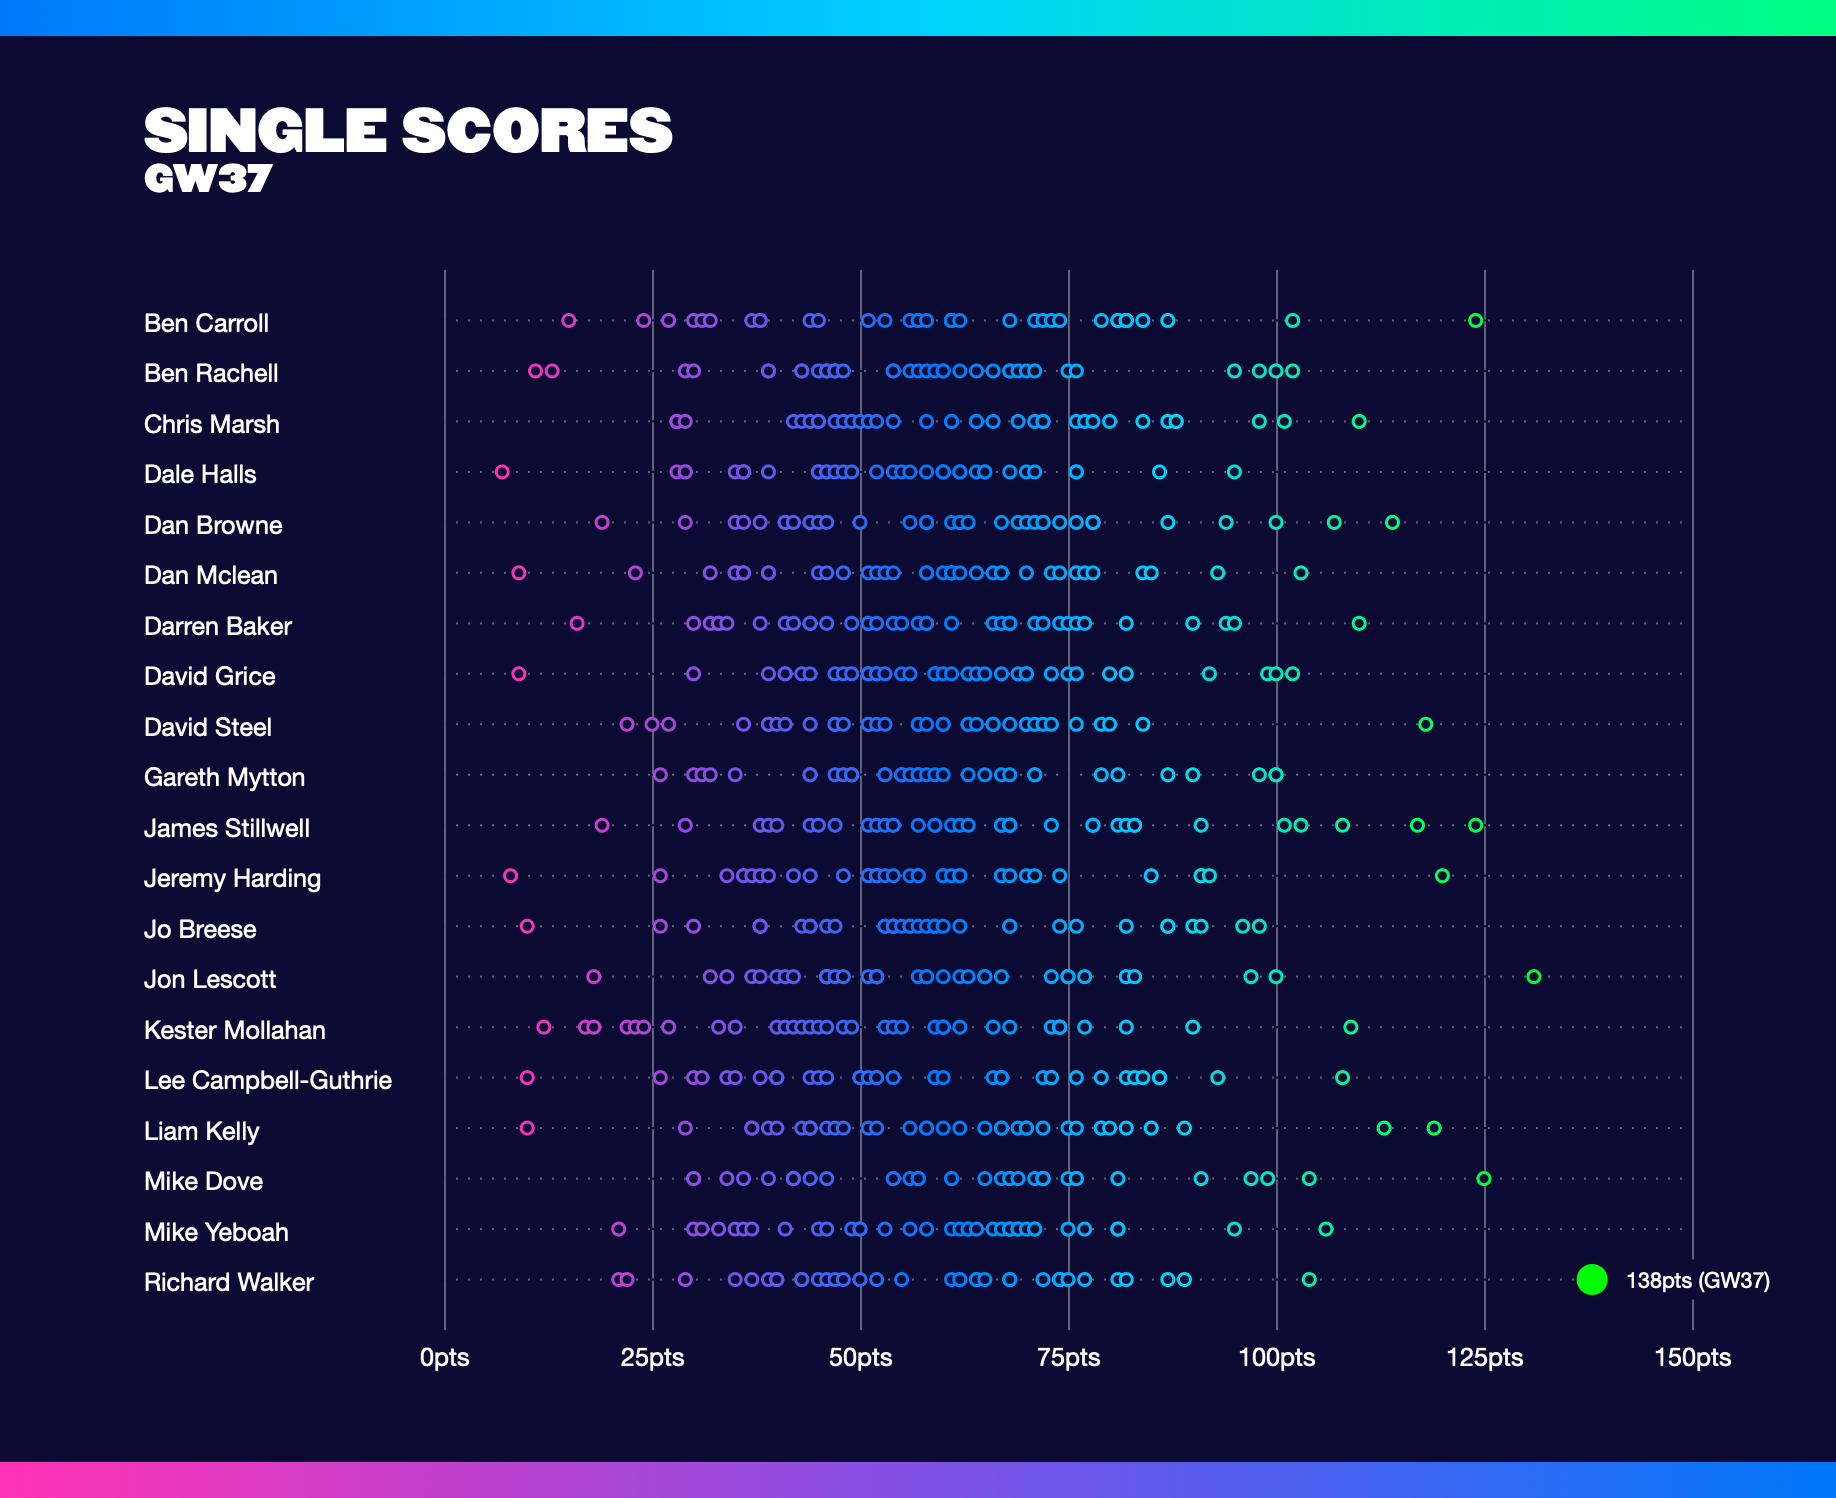 SINGLE SCORES
GW37
Ben Carroll
Ben Rachell
Chris Marsh
Dale Halls
Dan Browne
Dan Mclean
Darren Baker
David Grice
David Steel
Gareth Mytton
James Stillwell
Jeremy Harding
Jo Breese
Jon Lescott
Kester Mollahan
Lee Campbell-Guthrie
Liam Kelly
Mike Dove
Mike Yeboah
Richard Walker 138pts (GW37)
0pts 25pts 50pts 75pts 100pts 125pts 150pts